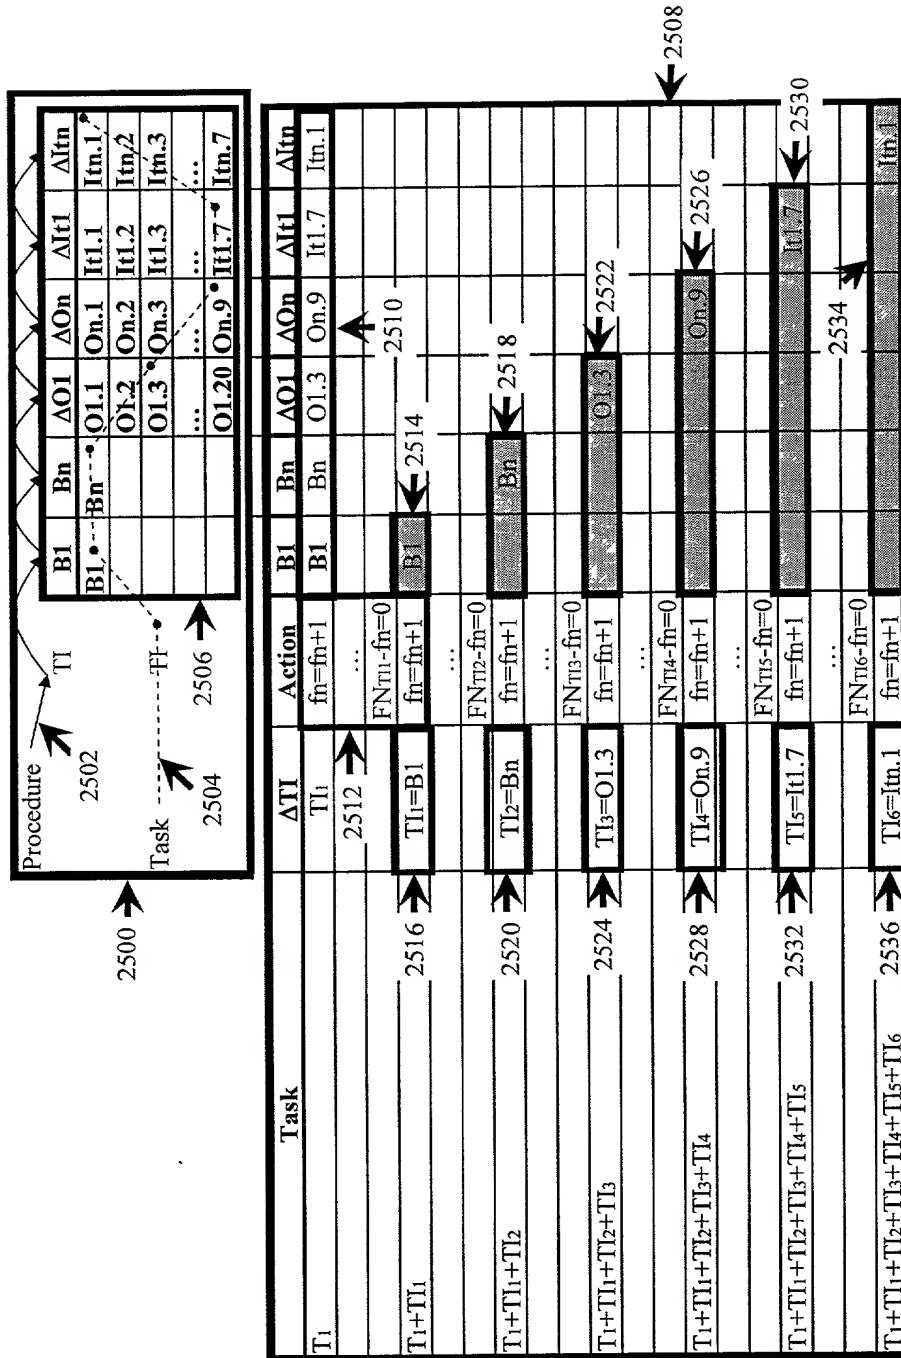 Procedure TI
2502
Task TI
2504
2506
2500
B1 Bn ΔO1 ΔOn ΔIt1 ΔItn
B1 Bn O1.1 On.1 It1.1 Itn.1
O1.2 On.2 It1.2 Itn.2
O1.3 On.3 It1.3 Itn.3
... ... ... ...
O1.20 On.9 It1.7 Itn.7
Task ΔTI Action B1 Bn ΔO1 ΔOn ΔIt1 ΔItn
T1 TI1 fn=fn+1 B1 Bn O1.3 On.9 It1.7 Itn.1
2508
2512 ... 2510
FNTI1-fn=0
T1+TI1 2516 TI1=B1 fn=fn+1 B1 2514
...
FNTI2-fn=0
T1+TI1+TI2 2520 TI2=Bn fn=fn+1 Bn 2518
...
FNTI3-fn=0
T1+TI1+TI2+TI3 2524 TI3=O1.3 fn=fn+1 O1.3 2522
...
FNTI4-fn=0
T1+TI1+TI2+TI3+TI4 2528 TI4=On.9 fn=fn+1 On.9 2526
...
FNTI5-fn=0
T1+TI1+TI2+TI3+TI4+TI5 2532 TI5=It1.7 fn=fn+1 It1.7 2530
... 2534
FNTI6-fn=0
T1+TI1+TI2+TI3+TI4+TI5+TI6 2536 TI6=Itn.1 fn=fn+1 Itn.1